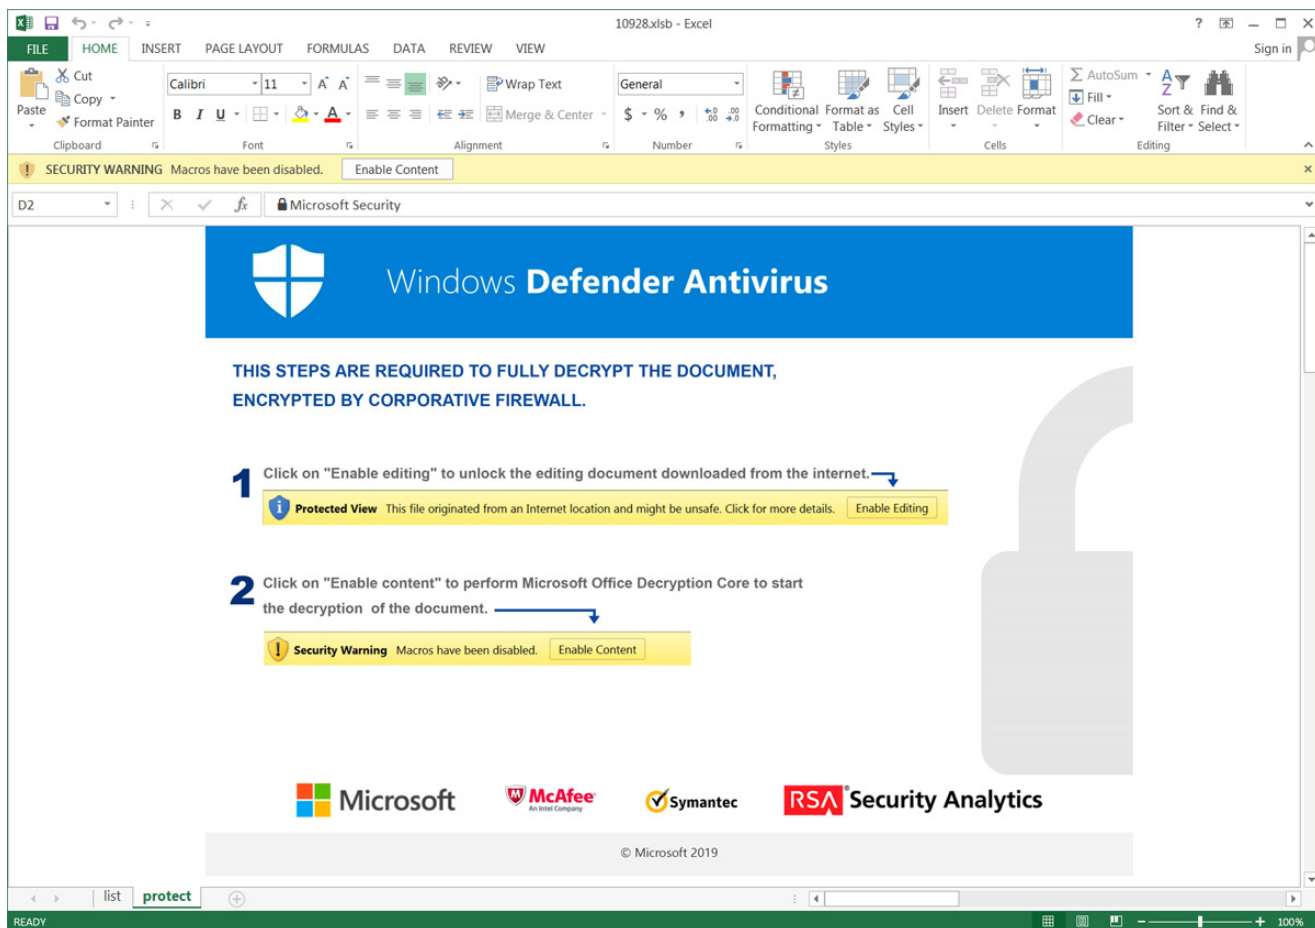 10928.xlsb - Excel
FILE HOME INSERT PAGE LAYOUT FORMULAS DATA REVIEW VIEW Sign in
Cut
Copy
Format Painter
Paste
Calibri 11
B I U
Wrap Text
Merge & Center
General
$ % ,
Conditional Formatting
Format as Table
Cell Styles
Insert Delete Format
AutoSum
Fill
Clear
Sort & Filter
Find & Select
Clipboard Font Alignment Number Styles Cells Editing
SECURITY WARNING Macros have been disabled. Enable Content
D2 fx Microsoft Security
Windows Defender Antivirus
THIS STEPS ARE REQUIRED TO FULLY DECRYPT THE DOCUMENT,
ENCRYPTED BY CORPORATIVE FIREWALL.
1 Click on "Enable editing" to unlock the editing document downloaded from the internet.
Protected View This file originated from an Internet location and might be unsafe. Click for more details. Enable Editing
2 Click on "Enable content" to perform Microsoft Office Decryption Core to start
the decryption of the document.
Security Warning Macros have been disabled. Enable Content
Microsoft McAfee An Intel Company Symantec RSA Security Analytics
© Microsoft 2019
list protect
READY 100%